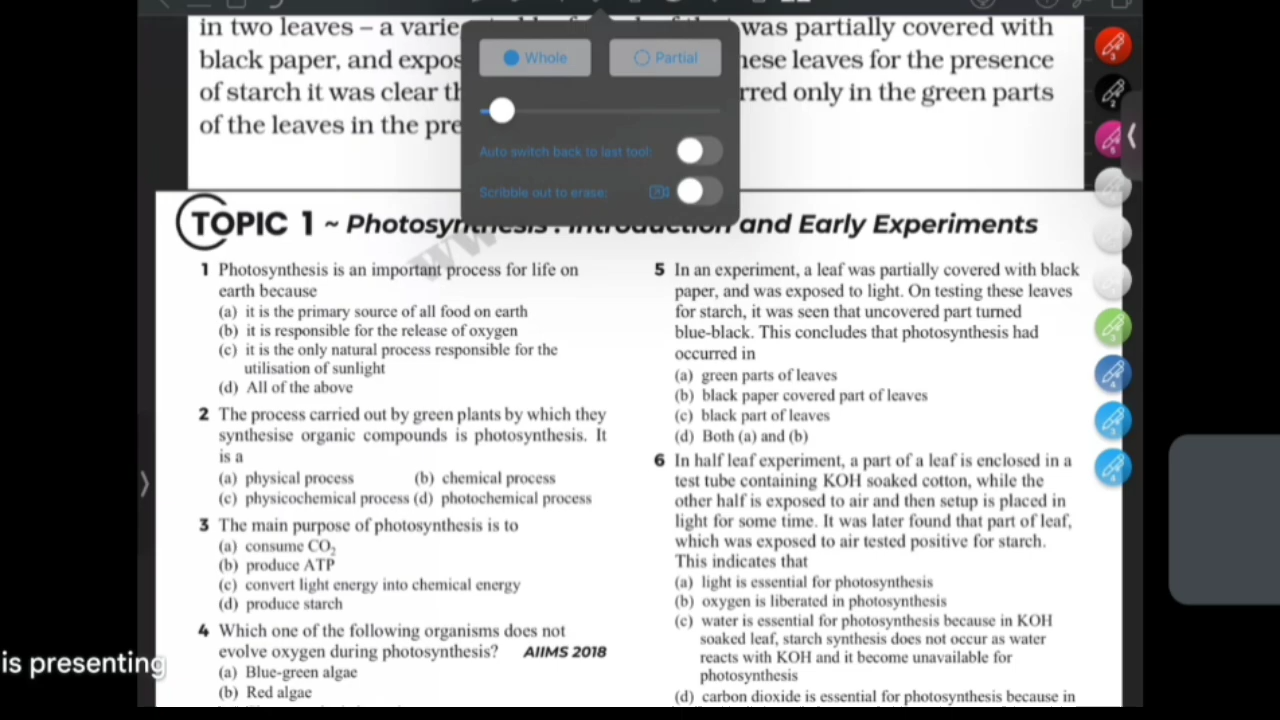 in two leaves – a varie
was partially covered with
black paper, and expos
hese leaves for the presence
of starch it was clear th
rred only in the green parts
of the leaves in the pre
Whole
Partial
Auto switch back to last tool:
Scribble out to erase:
TOPIC 1 ~ Photosynthesis : Introduction and Early Experiments
1 Photosynthesis is an important process for life on
earth because
(a) it is the primary source of all food on earth
(b) it is responsible for the release of oxygen
(c) it is the only natural process responsible for the
utilisation of sunlight
(d) All of the above
2 The process carried out by green plants by which they
synthesise organic compounds is photosynthesis. It
is a
(a) physical process (b) chemical process
(c) physicochemical process (d) photochemical process
3 The main purpose of photosynthesis is to
(a) consume CO₂
(b) produce ATP
(c) convert light energy into chemical energy
(d) produce starch
4 Which one of the following organisms does not
evolve oxygen during photosynthesis? AIIMS 2018
(a) Blue-green algae
(b) Red algae
5 In an experiment, a leaf was partially covered with black
paper, and was exposed to light. On testing these leaves
for starch, it was seen that uncovered part turned
blue-black. This concludes that photosynthesis had
occurred in
(a) green parts of leaves
(b) black paper covered part of leaves
(c) black part of leaves
(d) Both (a) and (b)
6 In half leaf experiment, a part of a leaf is enclosed in a
test tube containing KOH soaked cotton, while the
other half is exposed to air and then setup is placed in
light for some time. It was later found that part of leaf,
which was exposed to air tested positive for starch.
This indicates that
(a) light is essential for photosynthesis
(b) oxygen is liberated in photosynthesis
(c) water is essential for photosynthesis because in KOH
soaked leaf, starch synthesis does not occur as water
reacts with KOH and it become unavailable for
photosynthesis
(d) carbon dioxide is essential for photosynthesis because in
is presenting